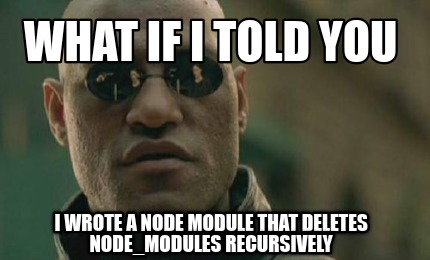 WHAT IF I TOLD YOU
I WROTE A NODE MODULE THAT DELETES
NODE_MODULES RECURSIVELY